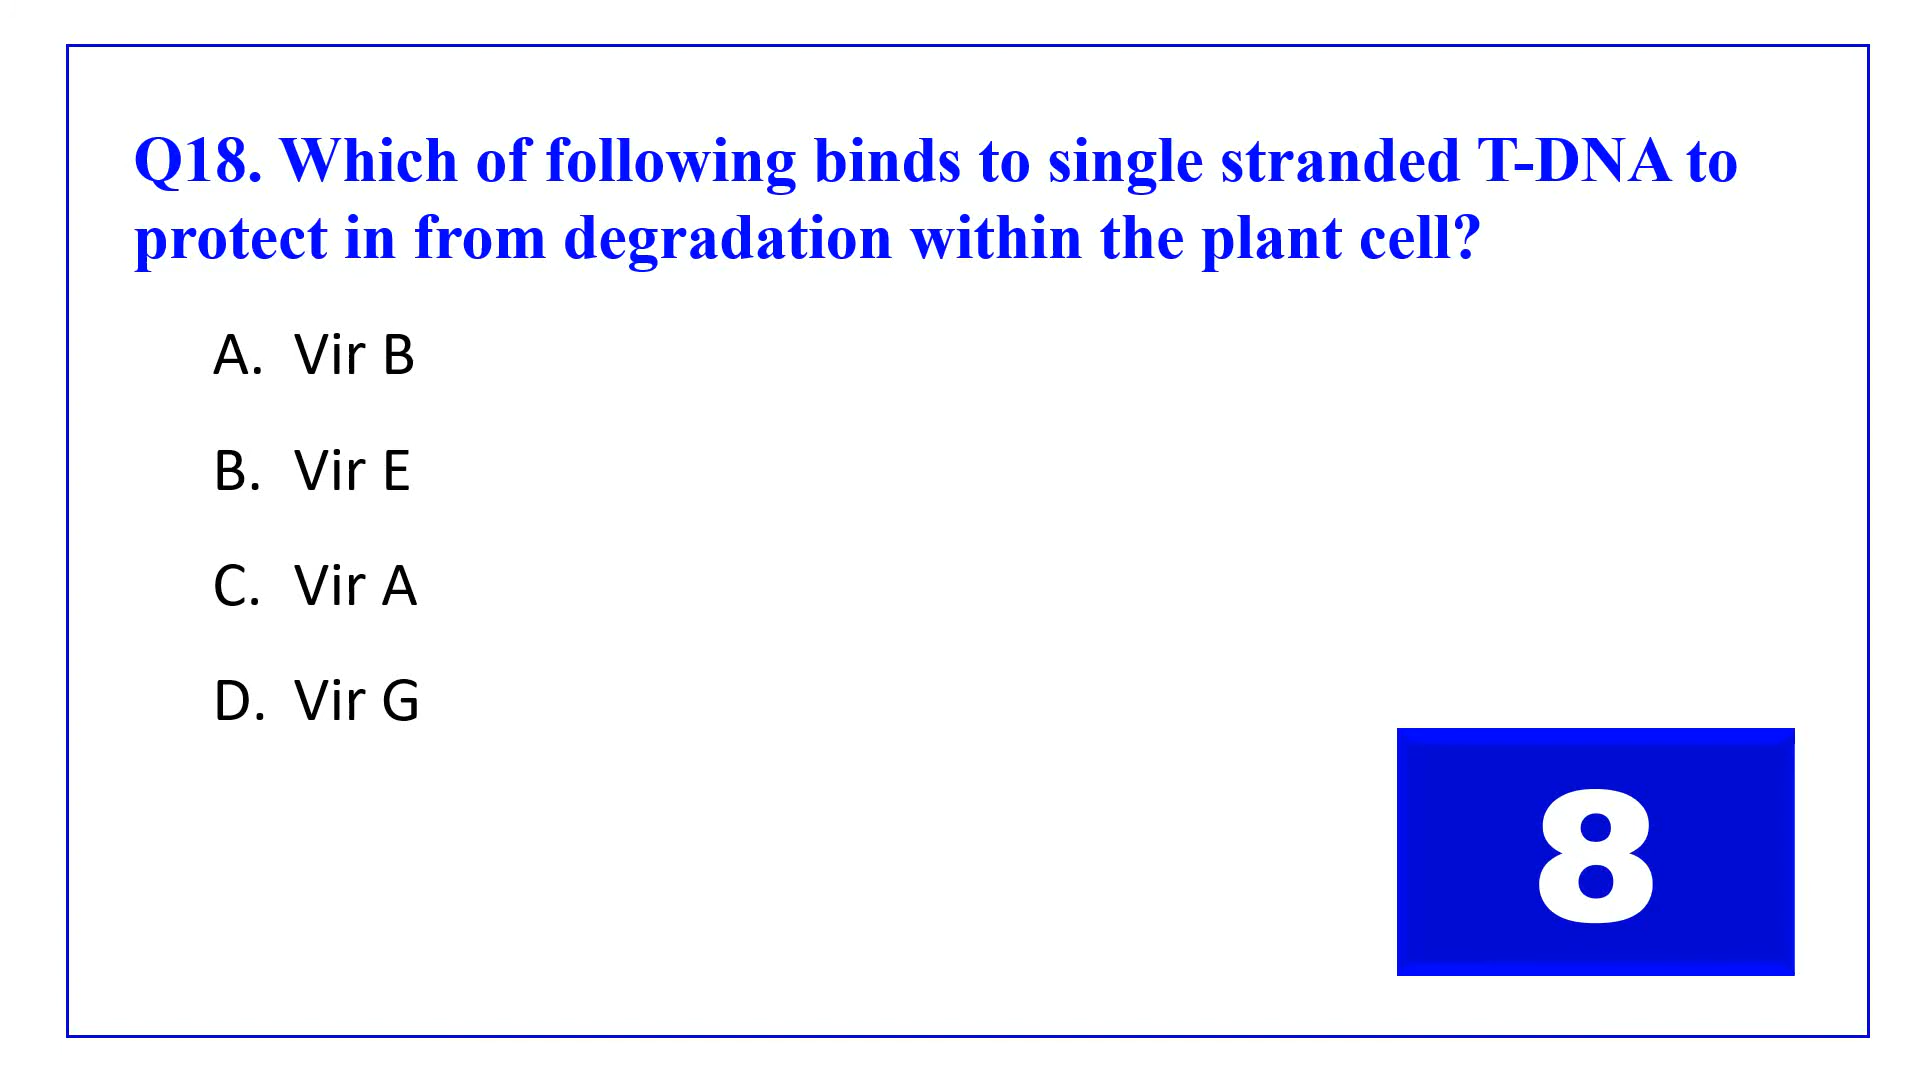 Q18. Which of following binds to single stranded T-DNA to
protect in from degradation within the plant cell?
A. Vir B
B. Vir E
C. Vir A
D. Vir G
8